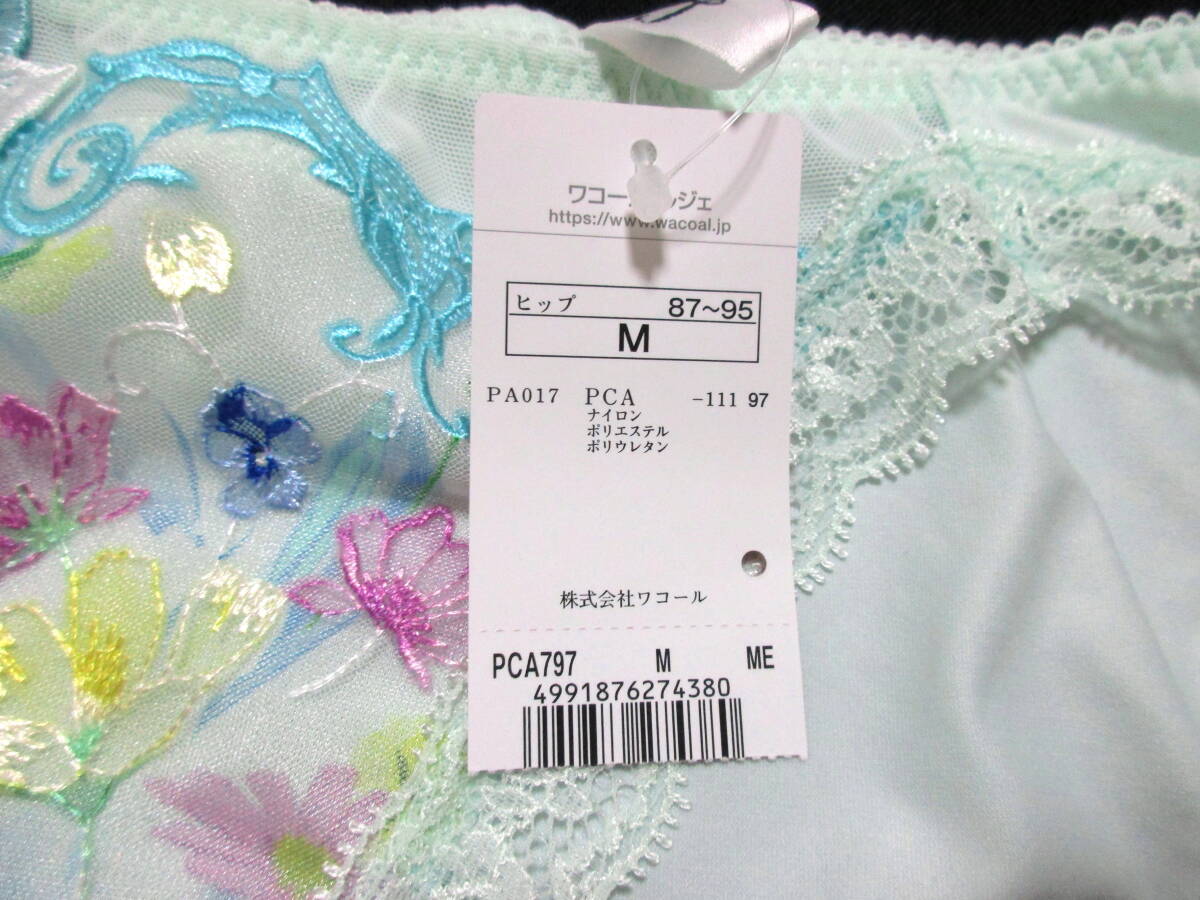 ワコー ジェ
https://www.wacoal.jp
ヒップ 87~95
M
PA017 PCA -111 97
ナイロン
ポリエステル
ポリウレタン
株式会社ワコール
PCA797 M ME
4991876274380